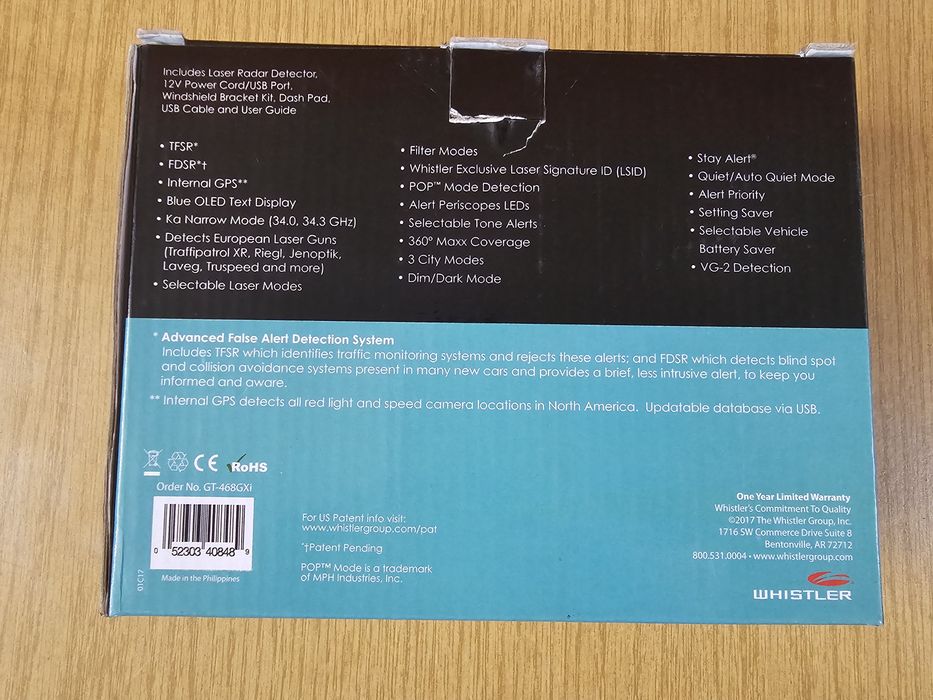 Includes Laser Radar Detector,
12V Power Cord/USB Port,
Windshield Bracket Kit, Dash Pad,
USB Cable and User Guide
• TFSR*
• FDSR*†
• Internal GPS**
• Blue OLED Text Display
• Ka Narrow Mode (34.0, 34.3 GHz)
• Detects European Laser Guns
(Traffipatrol XR, Riegl, Jenoptik,
Laveg, Truspeed and more)
• Selectable Laser Modes
• Filter Modes
• Whistler Exclusive Laser Signature ID (LSID)
• POP™ Mode Detection
• Alert Periscopes LEDs
• Selectable Tone Alerts
• 360º Maxx Coverage
• 3 City Modes
• Dim/Dark Mode
• Stay Alert®
• Quiet/Auto Quiet Mode
• Alert Priority
• Setting Saver
• Selectable Vehicle
Battery Saver
• VG-2 Detection
* Advanced False Alert Detection System
Includes TFSR which identifies traffic monitoring systems and rejects these alerts; and FDSR which detects blind spot
and collision avoidance systems present in many new cars and provides a brief, less intrusive alert, to keep you
informed and aware.
** Internal GPS detects all red light and speed camera locations in North America. Updatable database via USB.
CE RoHS
Order No. GT-468GXi
0 52303 40848 9
Made in the Philippines
01C17
For US Patent info visit:
www.whistlergroup.com/pat
*†Patent Pending
POP™ Mode is a trademark
of MPH Industries, Inc.
One Year Limited Warranty
Whistler's Commitment To Quality
©2017 The Whistler Group, Inc.
1716 SW Commerce Drive Suite 8
Bentonville, AR 72712
800.531.0004 • www.whistlergroup.com
WHISTLER